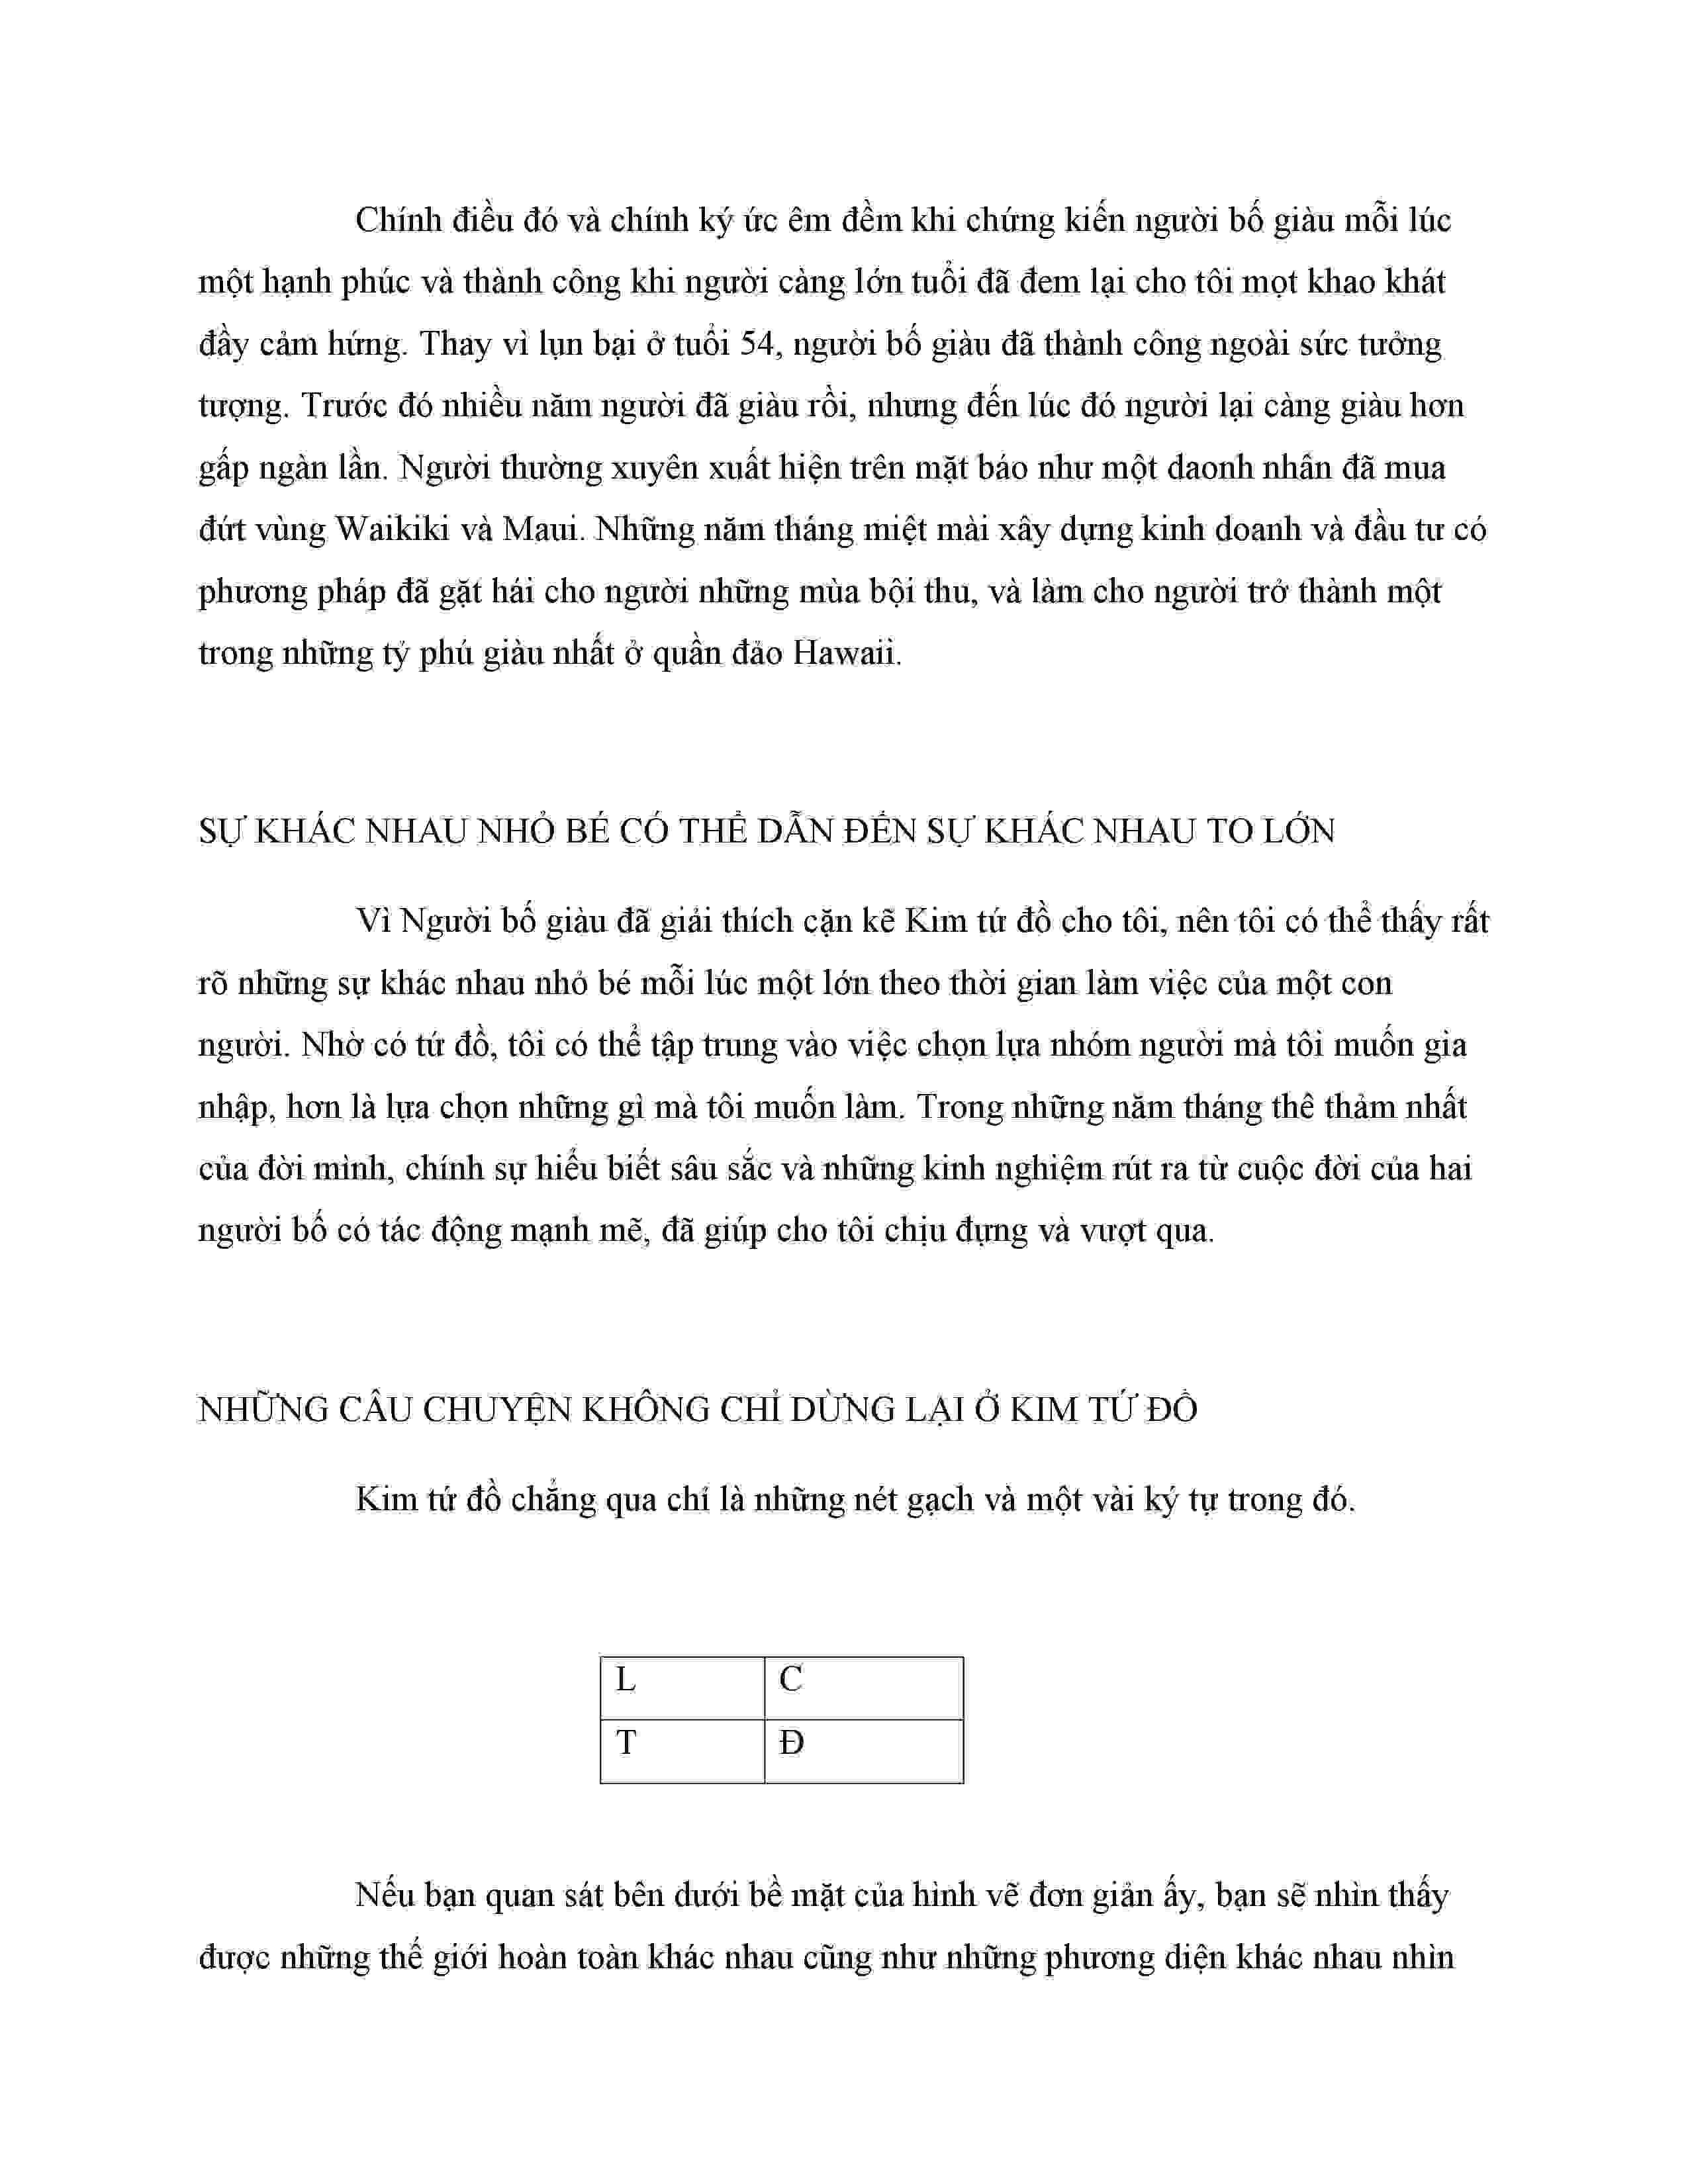 Chính điều đó và chính ký ức êm đềm khi chứng kiến người bố giàu mỗi lúc
một hạnh phúc và thành công khi người càng lớn tuổi đã đem lại cho tôi mọt khao khát
đầy cảm hứng. Thay vì lụn bại ở tuổi 54, người bố giàu đã thành công ngoài sức tưởng
tượng. Trước đó nhiều năm người đã giàu rồi, nhưng đến lúc đó người lại càng giàu hơn
gấp ngàn lần. Người thường xuyên xuất hiện trên mặt báo như một daonh nhân đã mua
đứt vùng Waikiki và Maui. Những năm tháng miệt mài xây dựng kinh doanh và đầu tư có
phương pháp đã gặt hái cho người những mùa bội thu, và làm cho người trở thành một
trong những tỷ phú giàu nhất ở quần đảo Hawaii.
SỰ KHÁC NHAU NHỎ BÉ CÓ THỂ DẪN ĐẾN SỰ KHÁC NHAU TO LỚN
Vì Người bố giàu đã giải thích cặn kẽ Kim tứ đồ cho tôi, nên tôi có thể thấy rất
rõ những sự khác nhau nhỏ bé mỗi lúc một lớn theo thời gian làm việc của một con
người. Nhờ có tứ đồ, tôi có thể tập trung vào việc chọn lựa nhóm người mà tôi muốn gia
nhập, hơn là lựa chọn những gì mà tôi muốn làm. Trong những năm tháng thê thảm nhất
của đời mình, chính sự hiểu biết sâu sắc và những kinh nghiệm rút ra từ cuộc đời của hai
người bố có tác động mạnh mẽ, đã giúp cho tôi chịu đựng và vượt qua.
NHỮNG CÂU CHUYỆN KHÔNG CHỈ DỪNG LẠI Ở KIM TỨ ĐỒ
Kim tứ đồ chẳng qua chỉ là những nét gạch và một vài ký tự trong đó.
L C
T Đ
Nếu bạn quan sát bên dưới bề mặt của hình vẽ đơn giản ấy, bạn sẽ nhìn thấy
được những thế giới hoàn toàn khác nhau cũng như những phương diện khác nhau nhìn